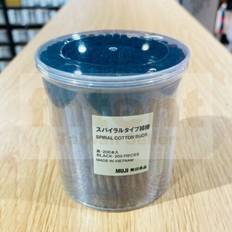 スパイラルタイプ綿棒
SPIRAL COTTON BUDS
黒・200本入
BLACK・200 PIECES
MADE IN VIETNAM
MUJI 無印良品